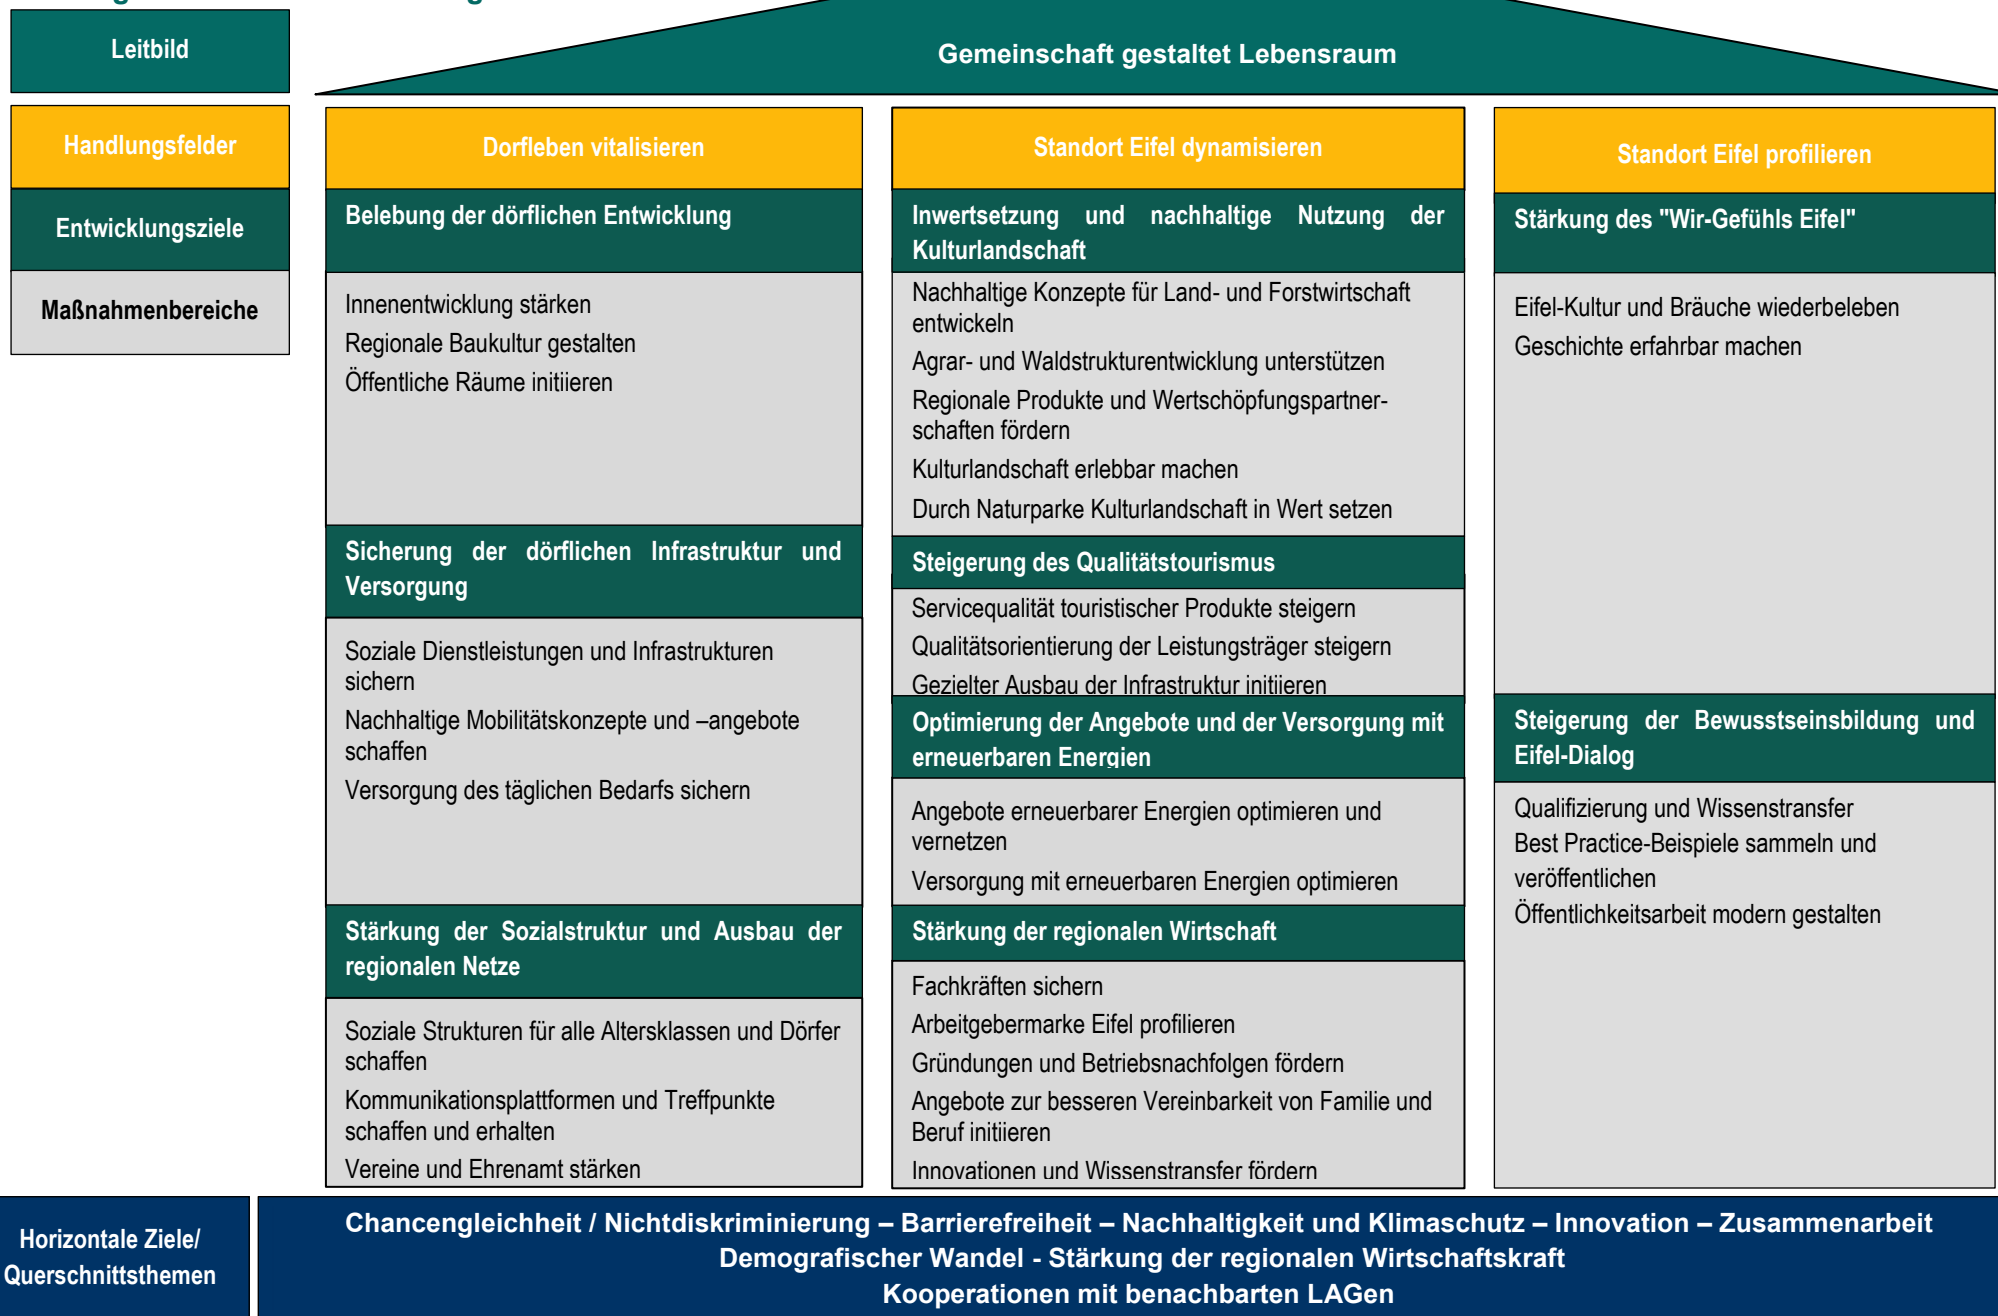 Leitbild
Gemeinschaft gestaltet Lebensraum
Handlungsfelder
Entwicklungsziele
Maßnahmenbereiche
Dorfleben vitalisieren
Belebung der dörflichen Entwicklung
Innenentwicklung stärken
Regionale Baukultur gestalten
Öffentliche Räume initiieren
Sicherung der dörflichen Infrastruktur und
Versorgung
Soziale Dienstleistungen und Infrastrukturen
sichern
Nachhaltige Mobilitätskonzepte und –angebote
schaffen
Versorgung des täglichen Bedarfs sichern
Stärkung der Sozialstruktur und Ausbau der
regionalen Netze
Soziale Strukturen für alle Altersklassen und Dörfer
schaffen
Kommunikationsplattformen und Treffpunkte
schaffen und erhalten
Vereine und Ehrenamt stärken
Standort Eifel dynamisieren
Inwertsetzung und nachhaltige Nutzung der
Kulturlandschaft
Nachhaltige Konzepte für Land- und Forstwirtschaft
entwickeln
Agrar- und Waldstrukturentwicklung unterstützen
Regionale Produkte und Wertschöpfungspartner-
schaften fördern
Kulturlandschaft erlebbar machen
Durch Naturparke Kulturlandschaft in Wert setzen
Steigerung des Qualitätstourismus
Servicequalität touristischer Produkte steigern
Qualitätsorientierung der Leistungsträger steigern
Gezielter Ausbau der Infrastruktur initiieren
Optimierung der Angebote und der Versorgung mit
erneuerbaren Energien
Angebote erneuerbarer Energien optimieren und
vernetzen
Versorgung mit erneuerbaren Energien optimieren
Stärkung der regionalen Wirtschaft
Fachkräften sichern
Arbeitgebermarke Eifel profilieren
Gründungen und Betriebsnachfolgen fördern
Angebote zur besseren Vereinbarkeit von Familie und
Beruf initiieren
Innovationen und Wissenstransfer fördern
Standort Eifel profilieren
Stärkung des "Wir-Gefühls Eifel"
Eifel-Kultur und Bräuche wiederbeleben
Geschichte erfahrbar machen
Steigerung der Bewusstseinsbildung und
Eifel-Dialog
Qualifizierung und Wissenstransfer
Best Practice-Beispiele sammeln und
veröffentlichen
Öffentlichkeitsarbeit modern gestalten
Horizontale Ziele/
Querschnittsthemen
Chancengleichheit / Nichtdiskriminierung – Barrierefreiheit – Nachhaltigkeit und Klimaschutz – Innovation – Zusammenarbeit
Demografischer Wandel - Stärkung der regionalen Wirtschaftskraft
Kooperationen mit benachbarten LAGen